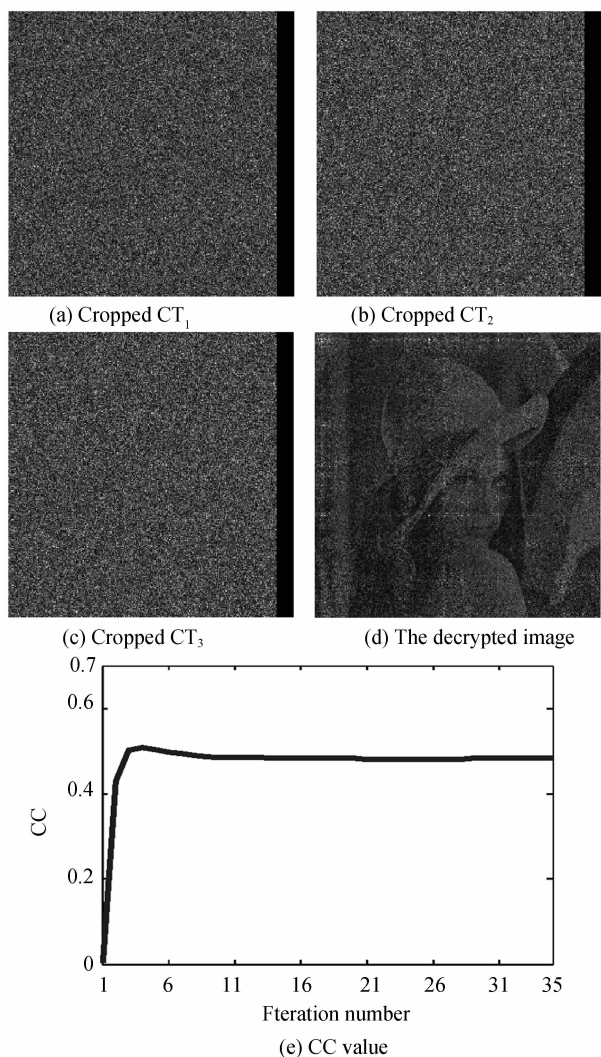 (a) Cropped CT₁
(b) Cropped CT₂
(c) Cropped CT₃
(d) The decrypted image
0.7
0.6
0.4
0.2
0
CC
1 6 11 16 21 26 31 35
Fteration number
(e) CC value